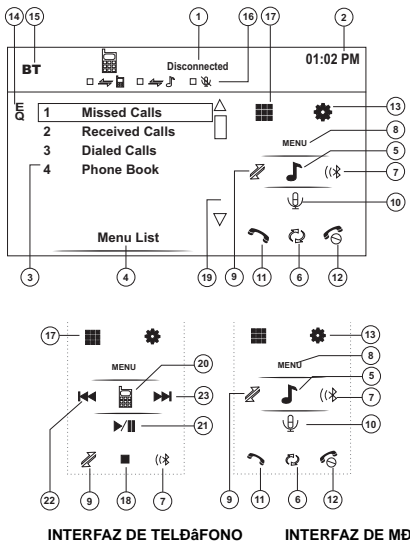 1
16
17
2
14
15
01:02 PM
Disconnected
BT
EQ
13
1 Missed Calls
2 Received Calls
3 Dialed Calls
4 Phone Book
MENU
8
5
7
10
Menu List
3
4
19
9
11
6
12
17
20
MENU
23
21
22
9
18
7
13
MENU
8
5
7
9
10
11
6
12
INTERFAZ DE TELÐâFONO
INTERFAZ DE MÐ